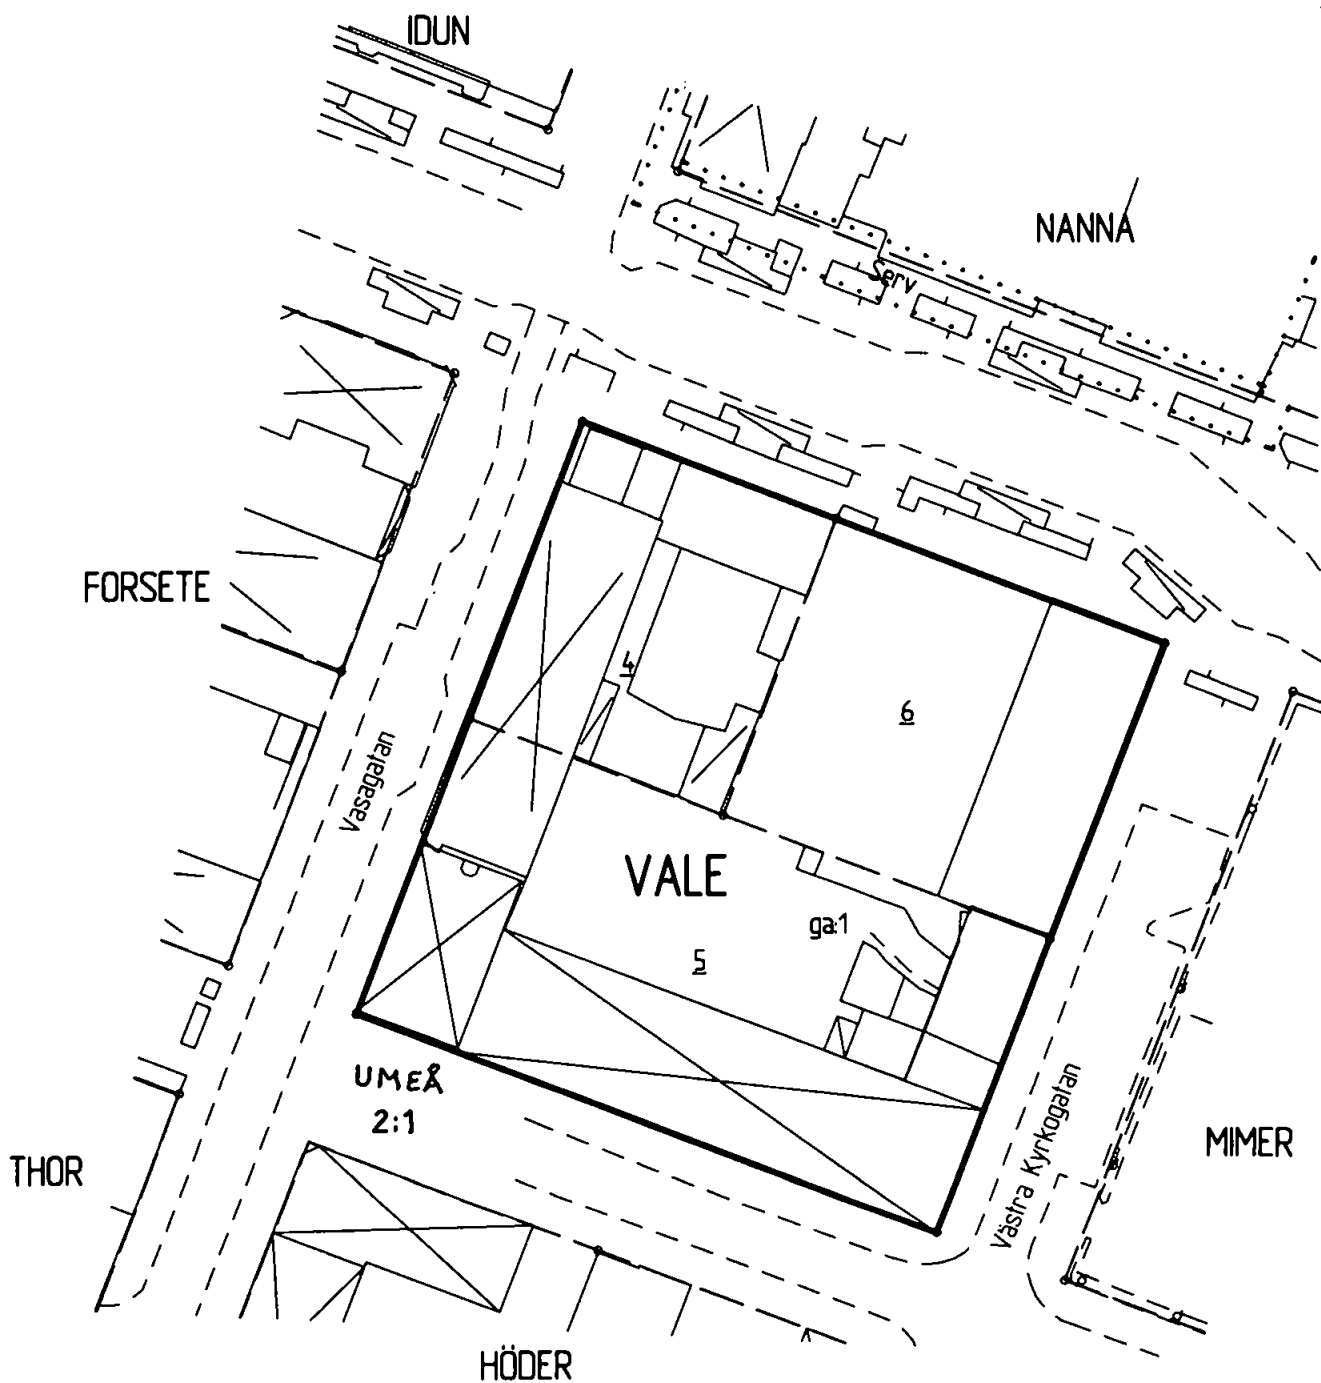 IDUN
NANNA
Serv
FORSETE
4
6
Vasagatan
VALE
ga:1
5
UMEÅ
2:1
Västra Kyrkogatan
MIMER
THOR
HÖDER